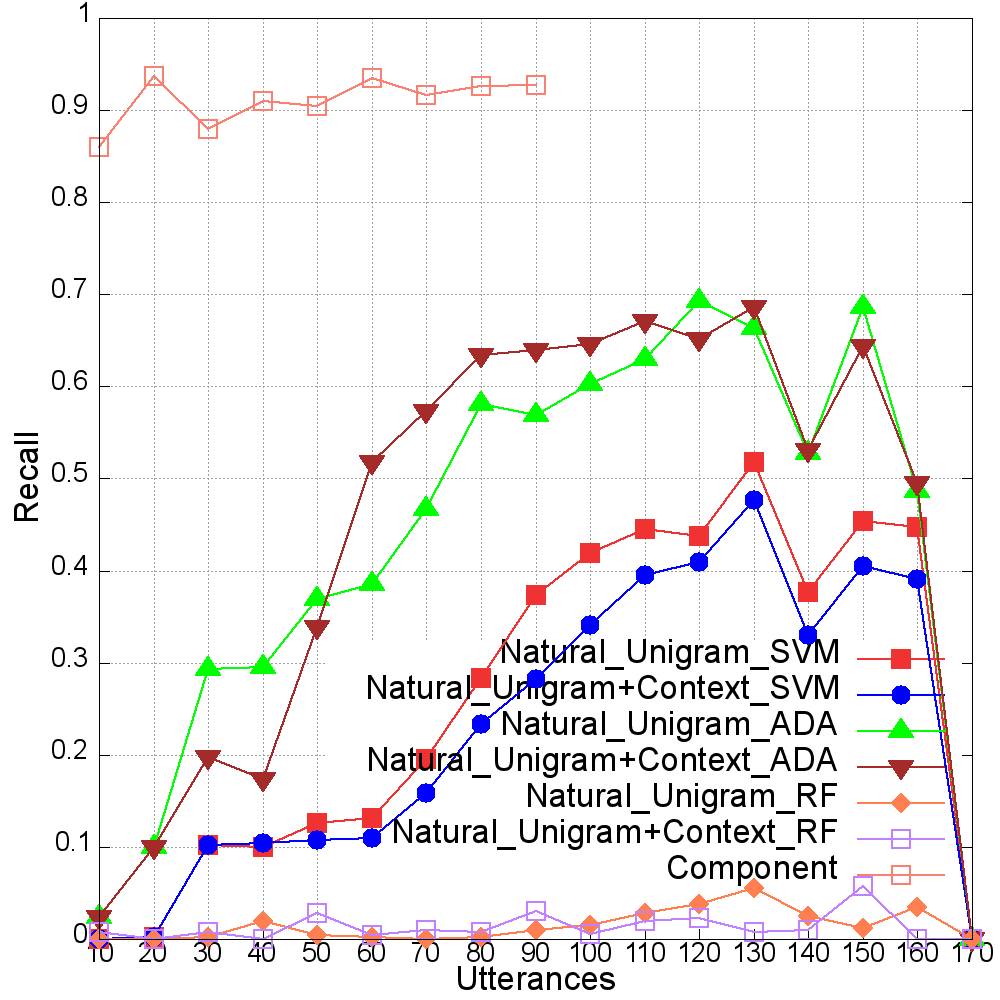 1
0.9
0.8
0.7
0.6
0.5
0.4
0.3
0.2
0.1
0
Recall
Natural_Unigram_SVM
Natural_Unigram+Context_SVM
Natural_Unigram_ADA
Natural_Unigram+Context_ADA
Natural_Unigram_RF
Natural_Unigram+Context_RF
Component
10 20 30 40 50 60 70 80 90 100 110 120 130 140 150 160 170
Utterances